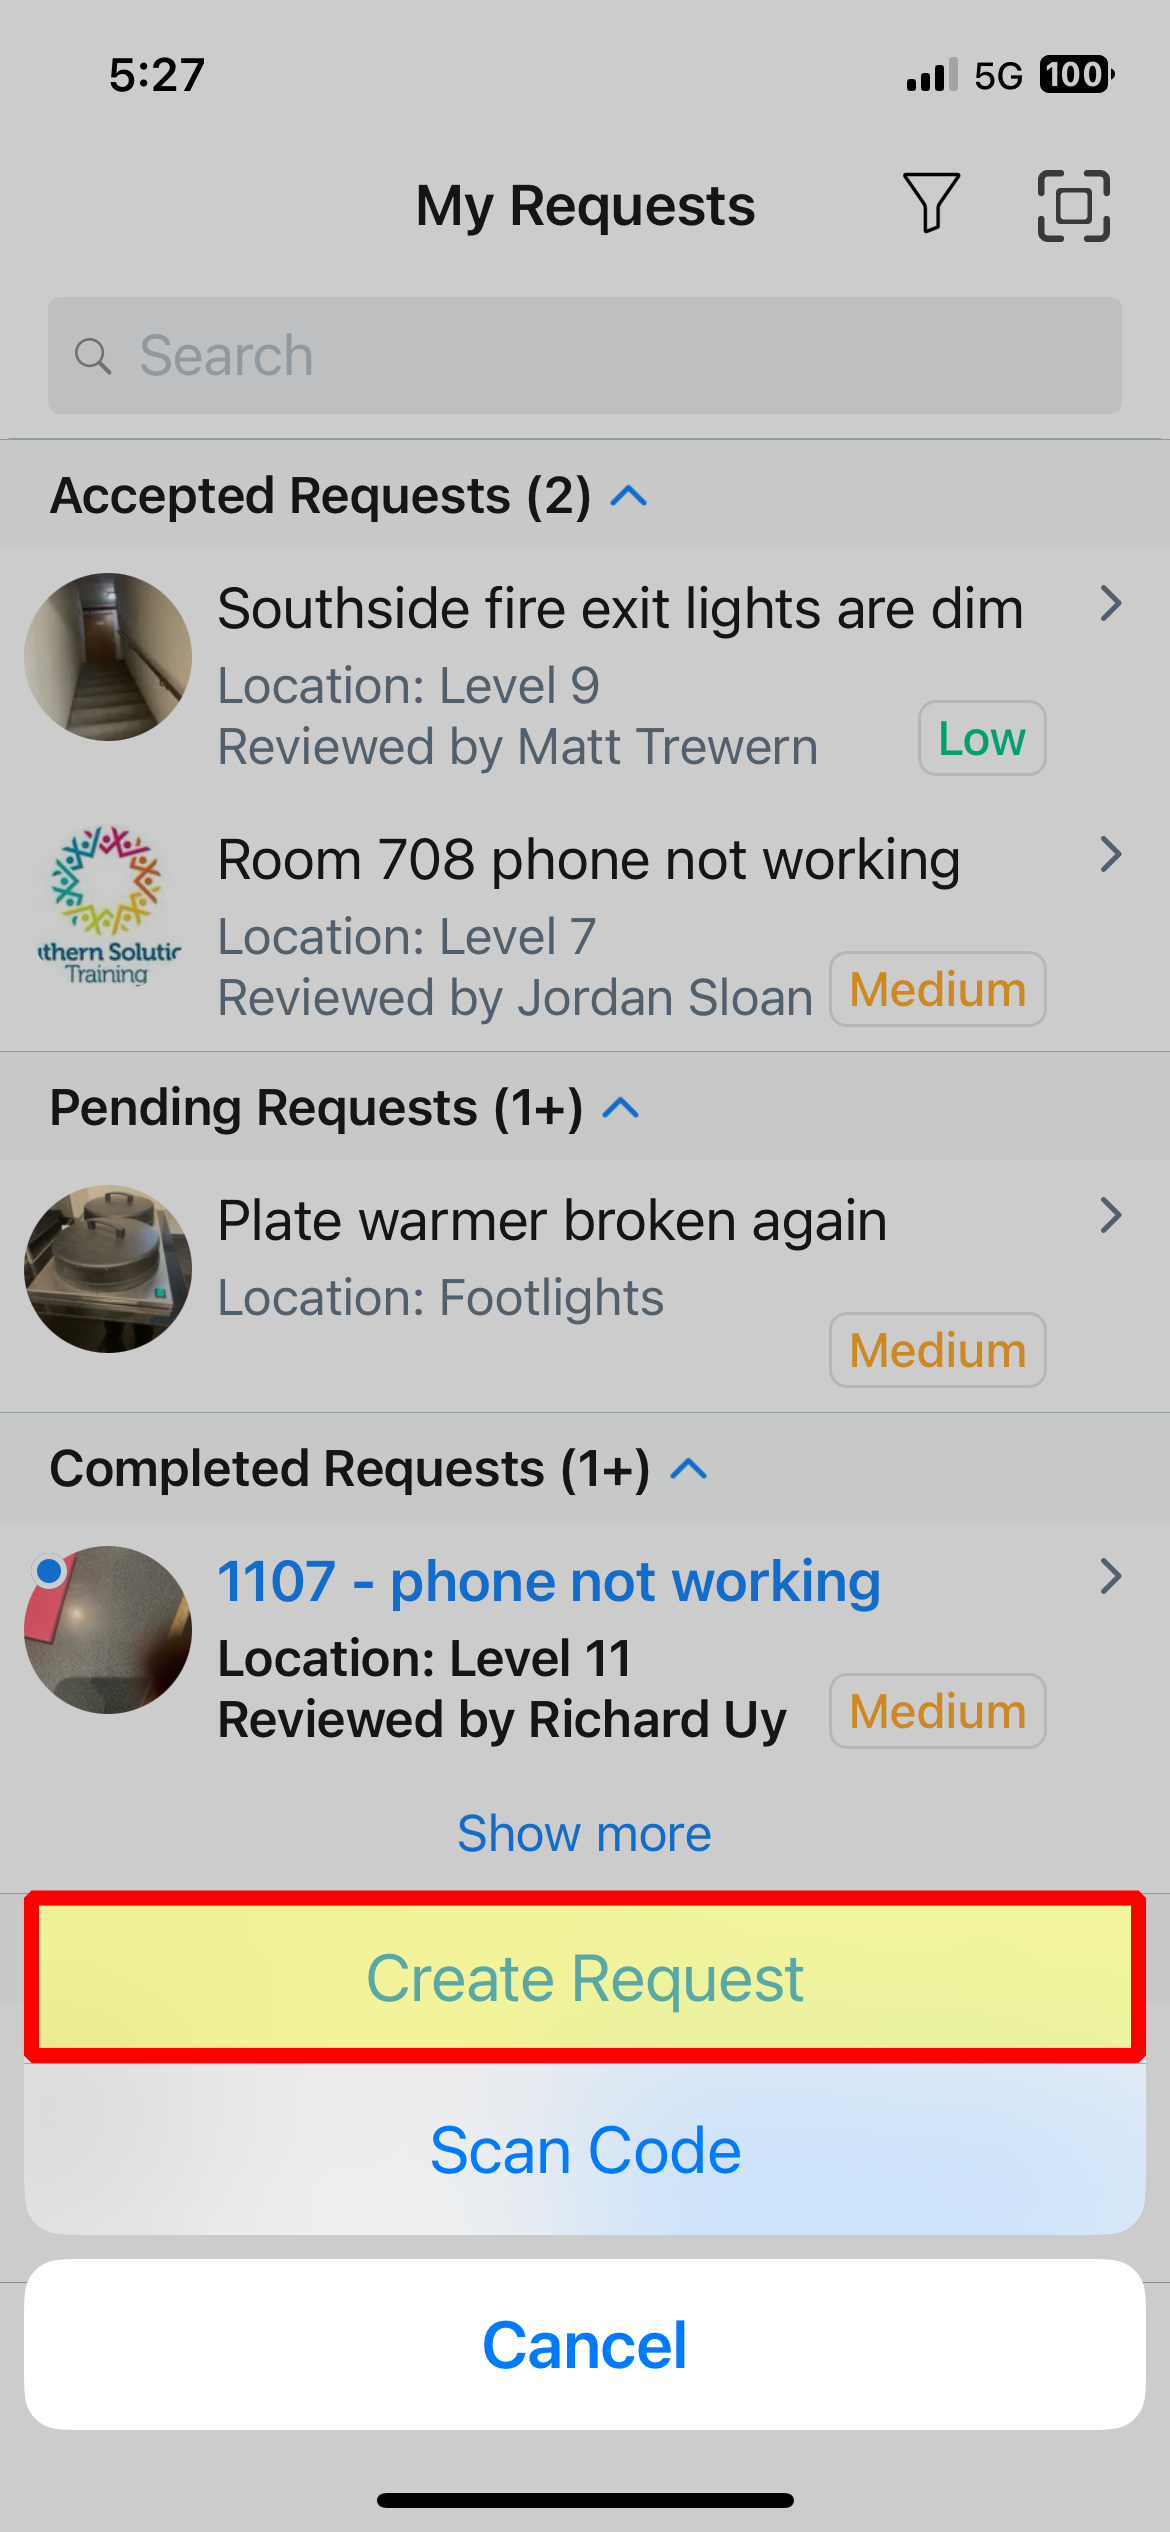 5:27
5G 100
My Requests
Search
Accepted Requests (2)
Southside fire exit lights are dim
Location: Level 9
Reviewed by Matt Trewern
Low
Room 708 phone not working
Location: Level 7
Reviewed by Jordan Sloan
Medium
thern Solutic
Training
Pending Requests (1+)
Plate warmer broken again
Location: Footlights
Medium
Completed Requests (1+)
1107 - phone not working
Location: Level 11
Reviewed by Richard Uy
Medium
Show more
Create Request
Scan Code
Cancel